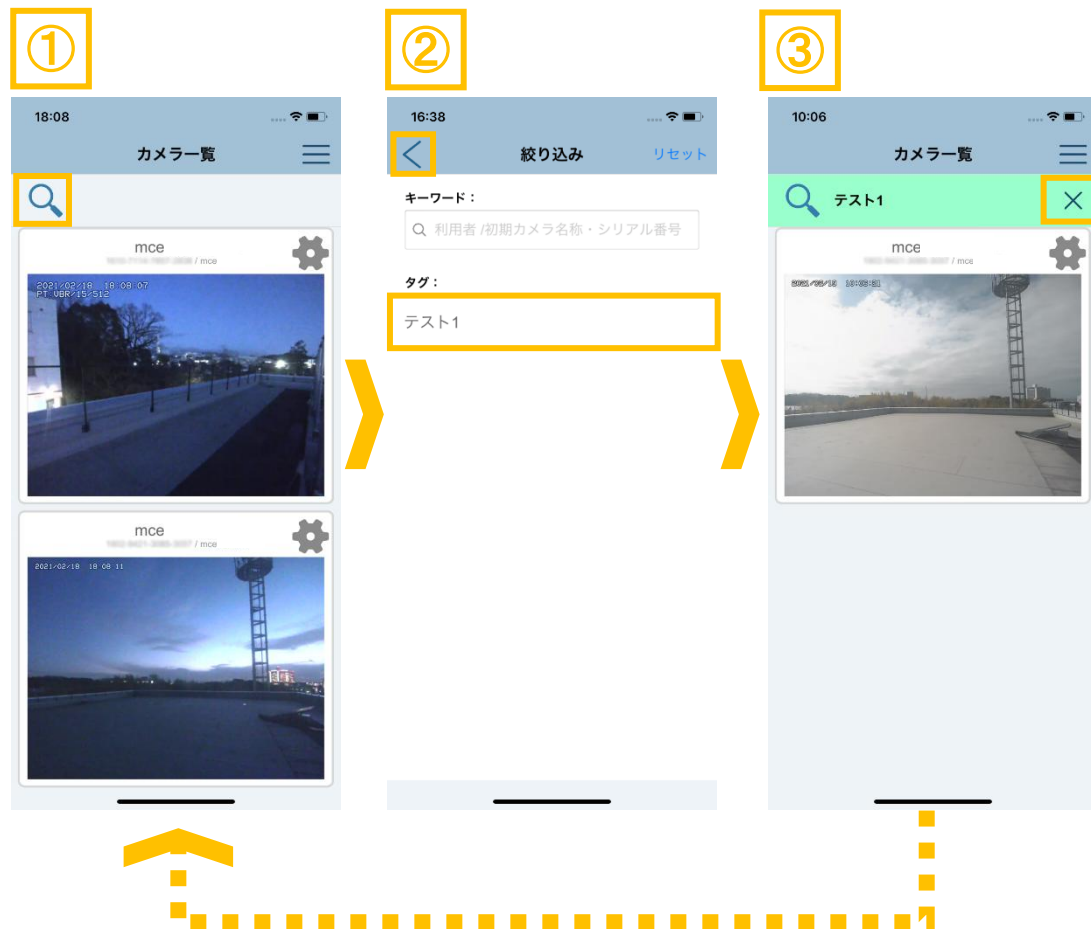 ①
18:08
カメラ一覧
mce
/ mce
2021/02/18 18:08:07
PT VBR/15/512
mce
/ mce
2021/02/18 18 08 11
②
16:38
絞り込み
リセット
キーワード：
利用者 /初期カメラ名称・シリアル番号
タグ：
テスト1
③
10:06
カメラ一覧
テスト1
mce
/ mce